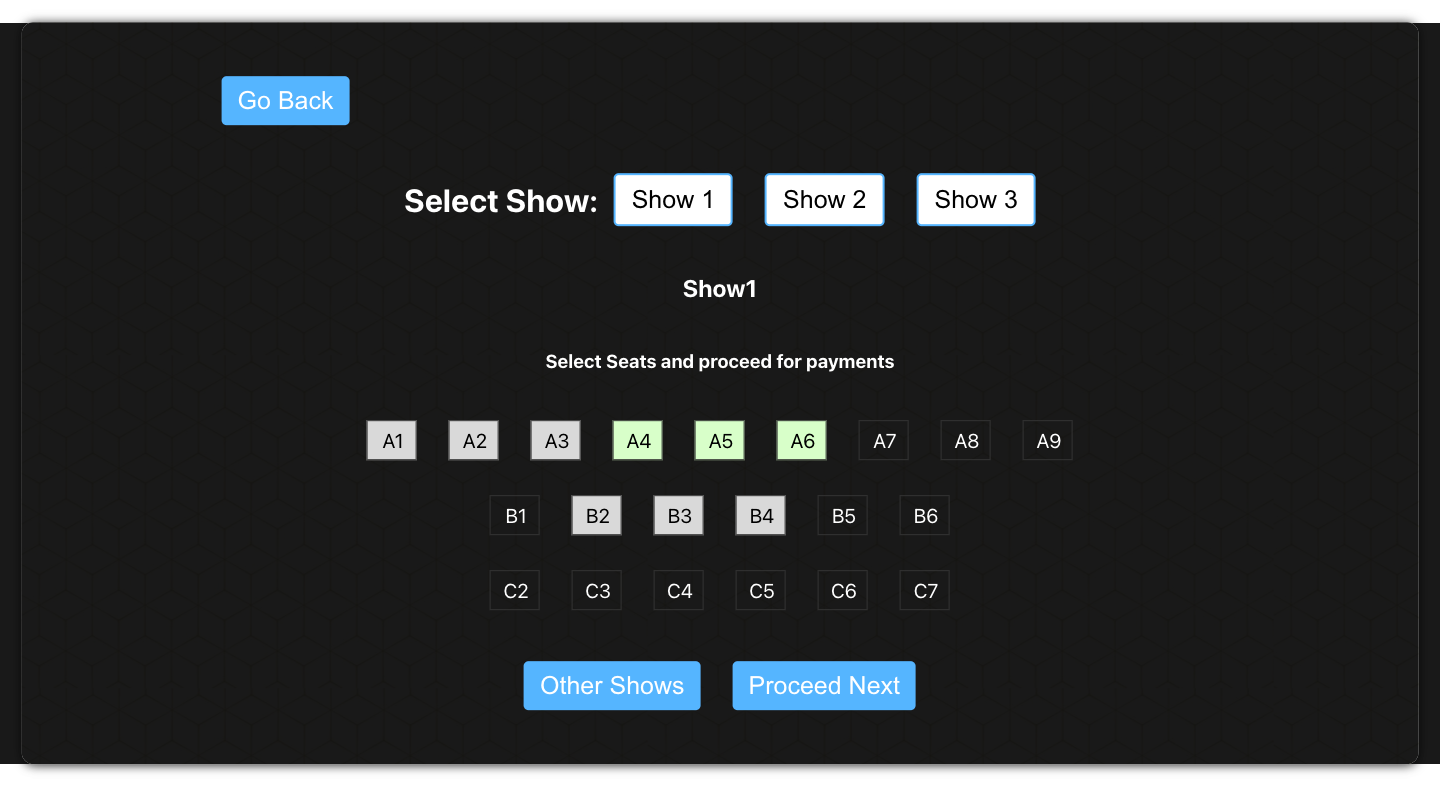 Go Back
Select Show: Show 1 Show 2 Show 3
Show1
Select Seats and proceed for payments
A1 A2 A3 A4 A5 A6 A7 A8 A9
B1 B2 B3 B4 B5 B6
C2 C3 C4 C5 C6 C7
Other Shows Proceed Next